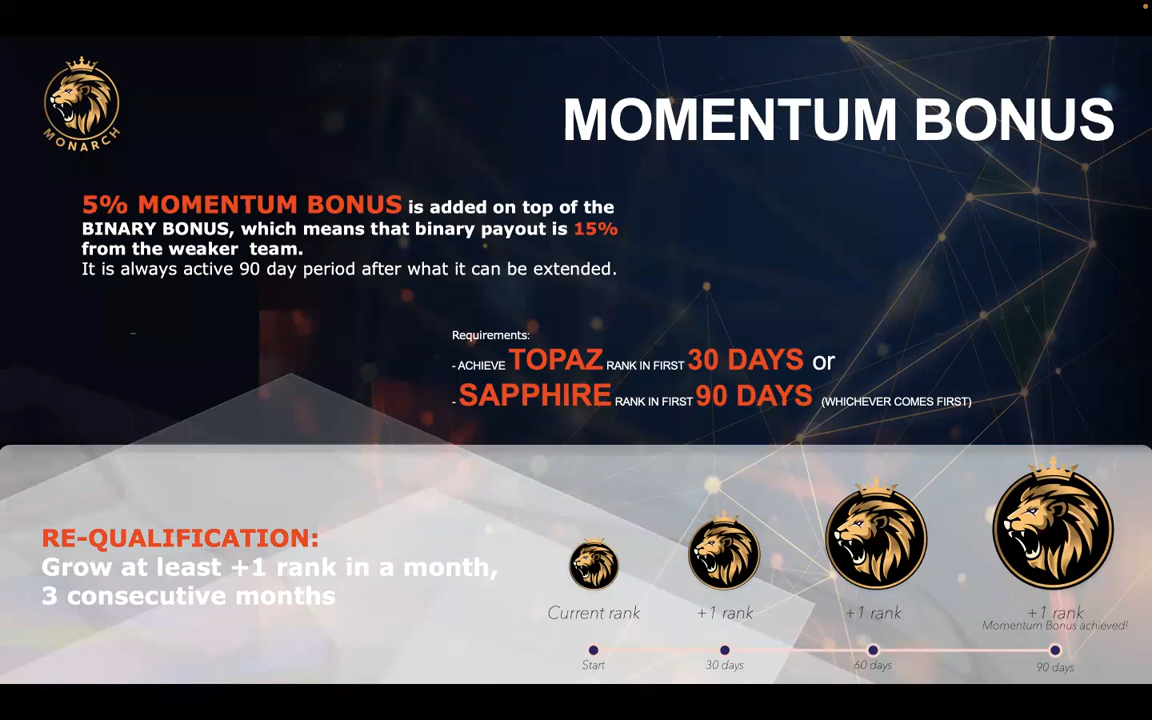 MONARCH
MOMENTUM BONUS
5% MOMENTUM BONUS is added on top of the
BINARY BONUS, which means that binary payout is 15%
from the weaker team.
It is always active 90 day period after what it can be extended.
Requirements:
- ACHIEVE TOPAZ RANK IN FIRST 30 DAYS or
- SAPPHIRE RANK IN FIRST 90 DAYS (WHICHEVER COMES FIRST)
RE-QUALIFICATION:
Grow at least +1 rank in a month,
3 consecutive months
Current rank
+1 rank
+1 rank
+1 rank
Momentum Bonus achieved!
Start
30 days
60 days
90 days